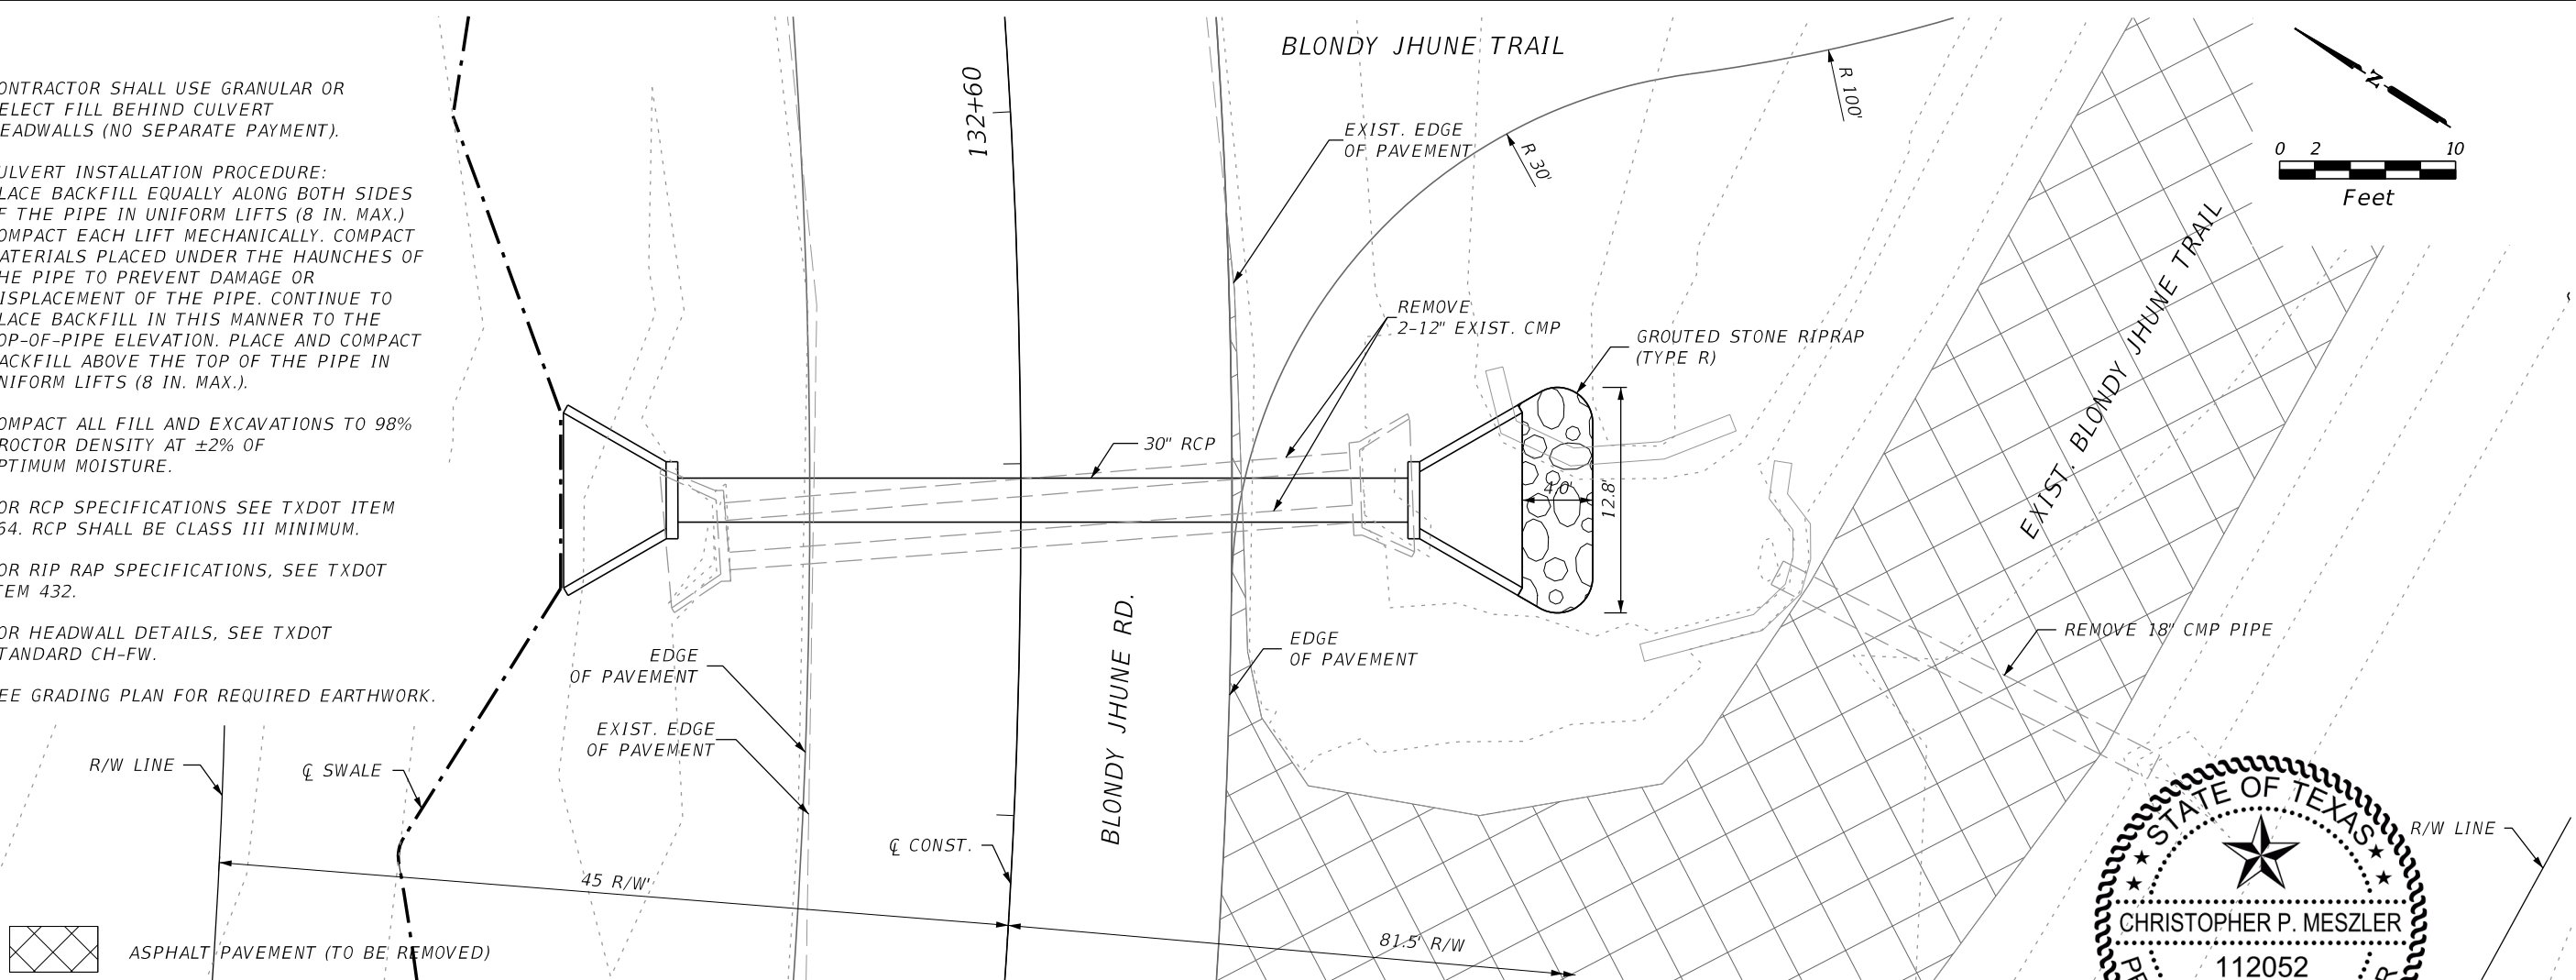 ONTRACTOR SHALL USE GRANULAR OR
ELECT FILL BEHIND CULVERT
EADWALLS (NO SEPARATE PAYMENT).
ULVERT INSTALLATION PROCEDURE:
LACE BACKFILL EQUALLY ALONG BOTH SIDES
F THE PIPE IN UNIFORM LIFTS (8 IN. MAX.)
OMPACT EACH LIFT MECHANICALLY. COMPACT
ATERIALS PLACED UNDER THE HAUNCHES OF
HE PIPE TO PREVENT DAMAGE OR
ISPLACEMENT OF THE PIPE. CONTINUE TO
LACE BACKFILL IN THIS MANNER TO THE
OP-OF-PIPE ELEVATION. PLACE AND COMPACT
ACKFILL ABOVE THE TOP OF THE PIPE IN
NIFORM LIFTS (8 IN. MAX.).
OMPACT ALL FILL AND EXCAVATIONS TO 98%
ROCTOR DENSITY AT ±2% OF
PTIMUM MOISTURE.
OR RCP SPECIFICATIONS SEE TXDOT ITEM
64. RCP SHALL BE CLASS III MINIMUM.
OR RIP RAP SPECIFICATIONS, SEE TXDOT
TEM 432.
OR HEADWALL DETAILS, SEE TXDOT
TANDARD CH-FW.
EE GRADING PLAN FOR REQUIRED EARTHWORK.
R/W LINE
℄ SWALE
45 R/W'
ASPHALT PAVEMENT (TO BE REMOVED)
EDGE
OF PAVEMENT
EXIST. EDGE
OF PAVEMENT
132+60
℄ CONST.
BLONDY JHUNE RD.
30" RCP
BLONDY JHUNE TRAIL
EXIST. EDGE
OF PAVEMENT
R 30'
R 100'
REMOVE
2-12" EXIST. CMP
GROUTED STONE RIPRAP
(TYPE R)
4.0'
12.8'
EDGE
OF PAVEMENT
81.5' R/W
EXIST. BLONDY JHUNE TRAIL
REMOVE 18" CMP PIPE
N
0 2 10
Feet
R/W LINE
STATE OF TEXAS
CHRISTOPHER P. MESZLER
112052